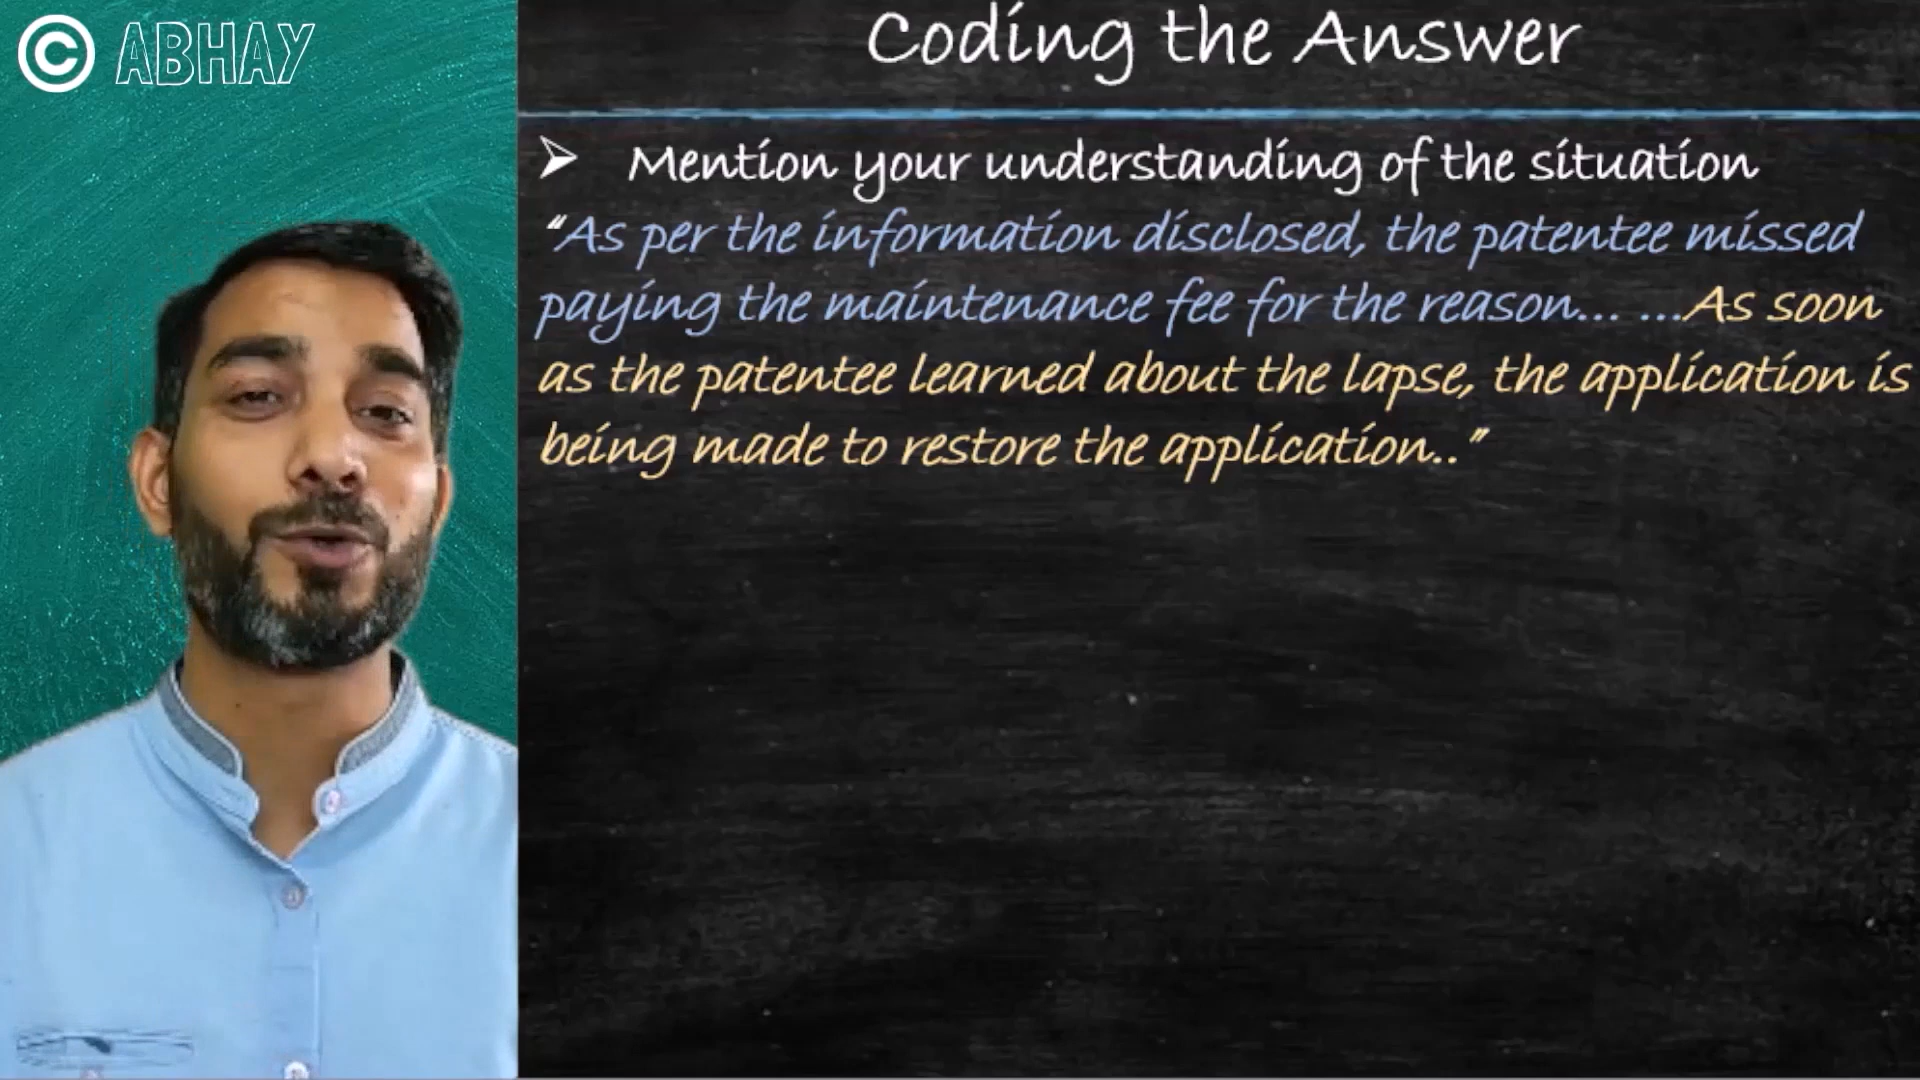 © ABHAY
Coding the Answer
➢ Mention your understanding of the situation
“As per the information disclosed, the patentee missed
paying the maintenance fee for the reason... ...As soon
as the patentee learned about the lapse, the application is
being made to restore the application..”